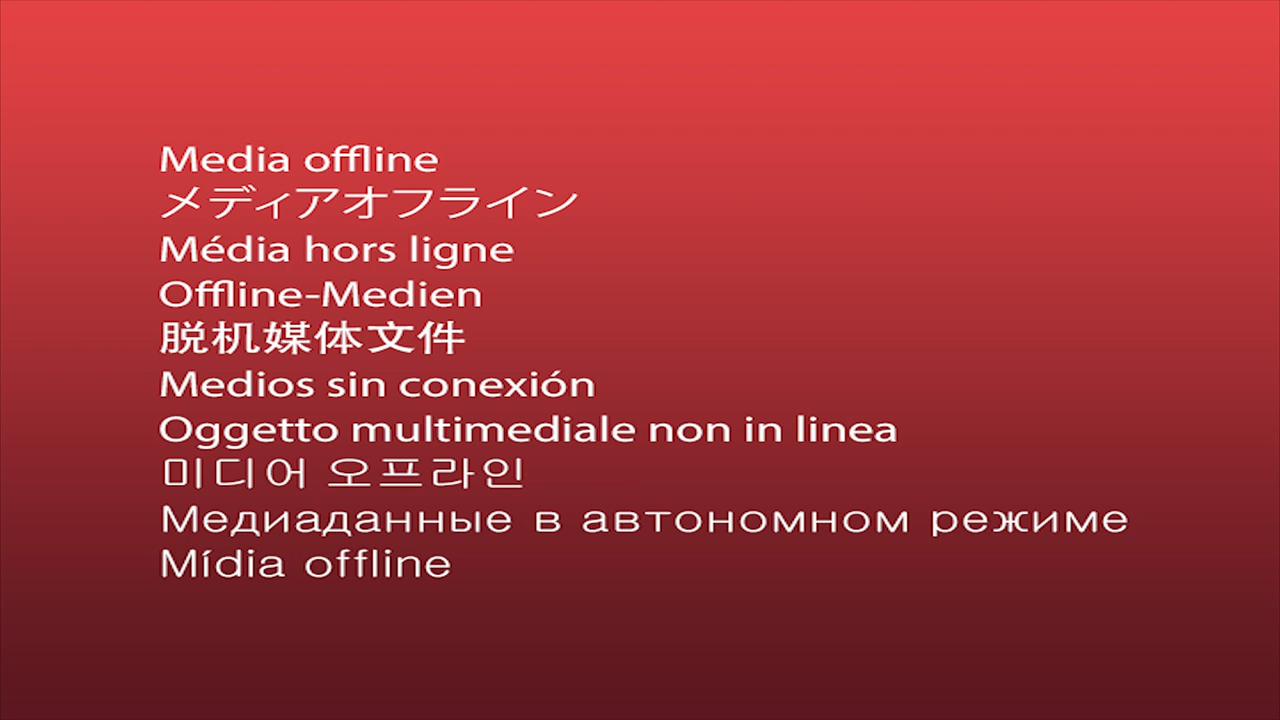 Media offline
メディアオフライン
Média hors ligne
Offline-Medien
脱机媒体文件
Medios sin conexión
Oggetto multimediale non in linea
미디어 오프라인
Медиаданные в автономном режиме
Mídia offline